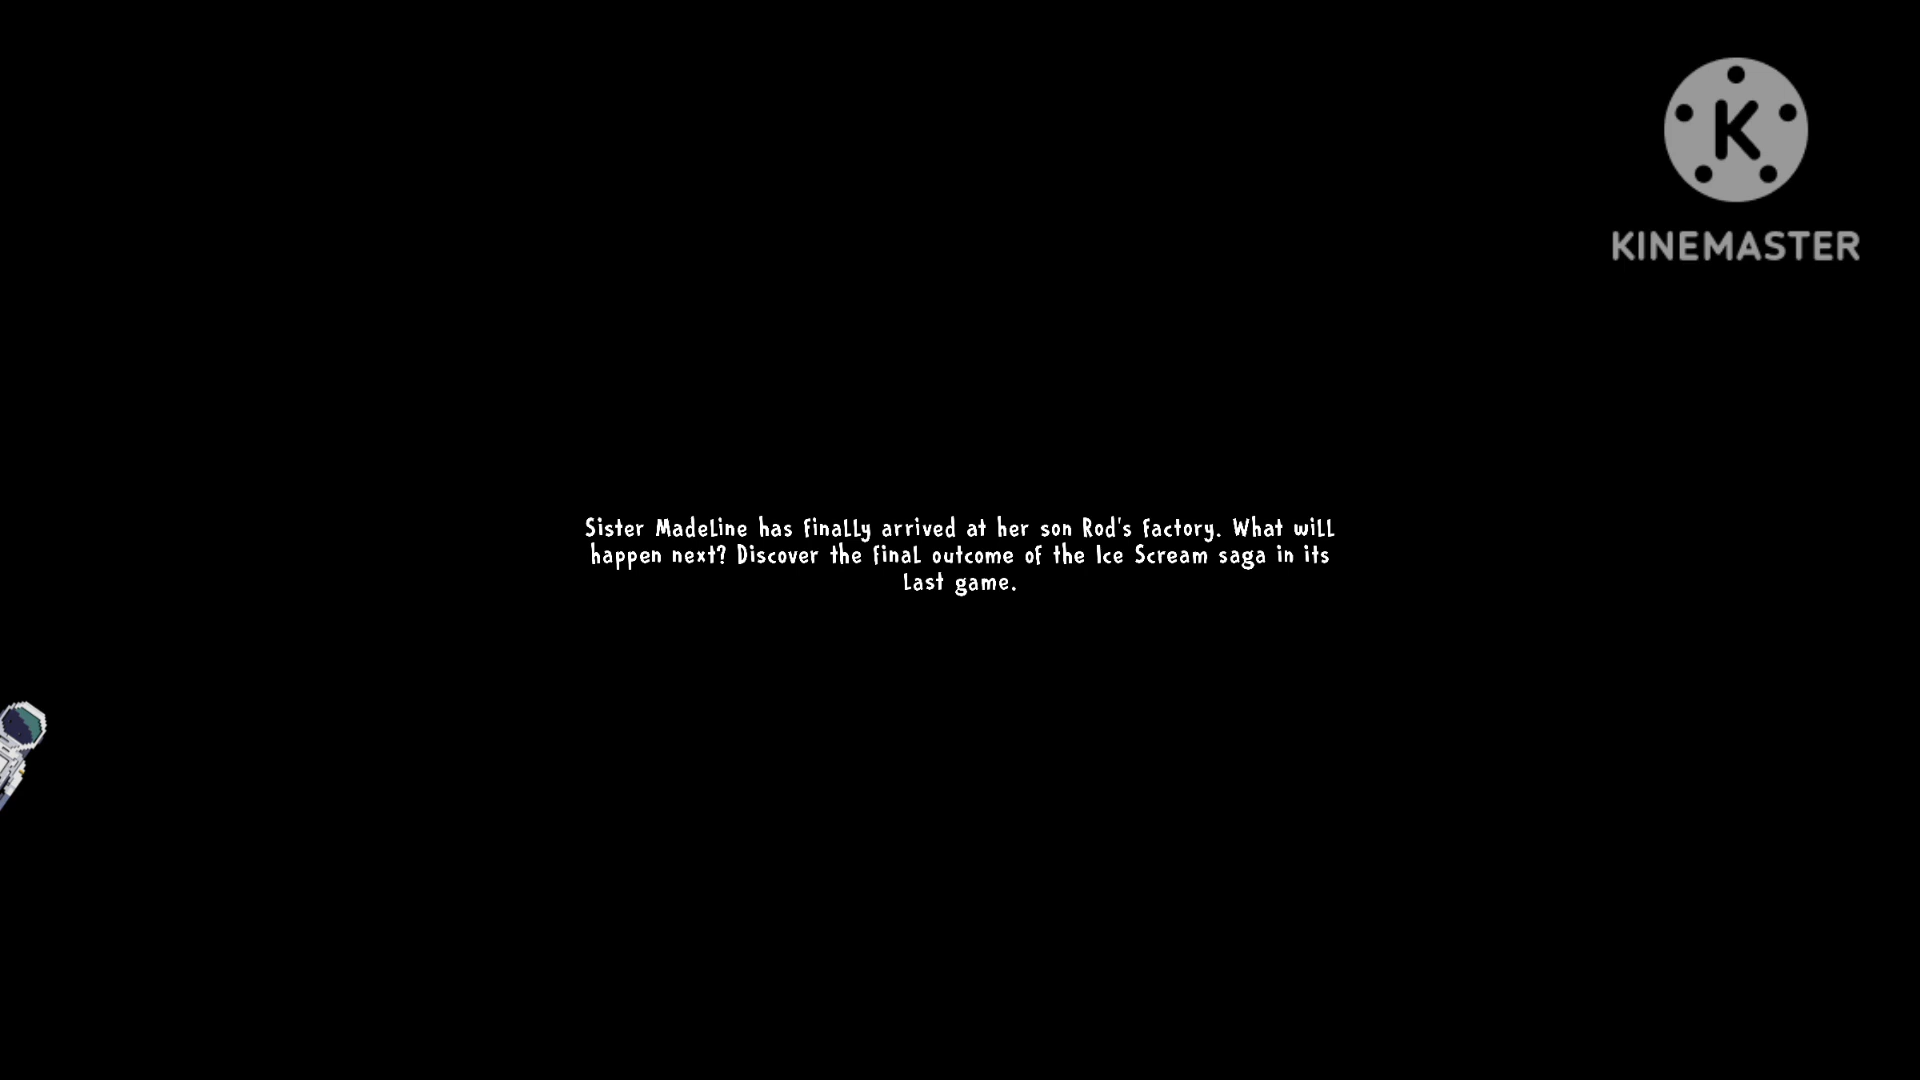 K
KINEMASTER
Sister Madeline has finally arrived at her son Rod's factory. What will
happen next? Discover the final outcome of the Ice Scream saga in its
last game.